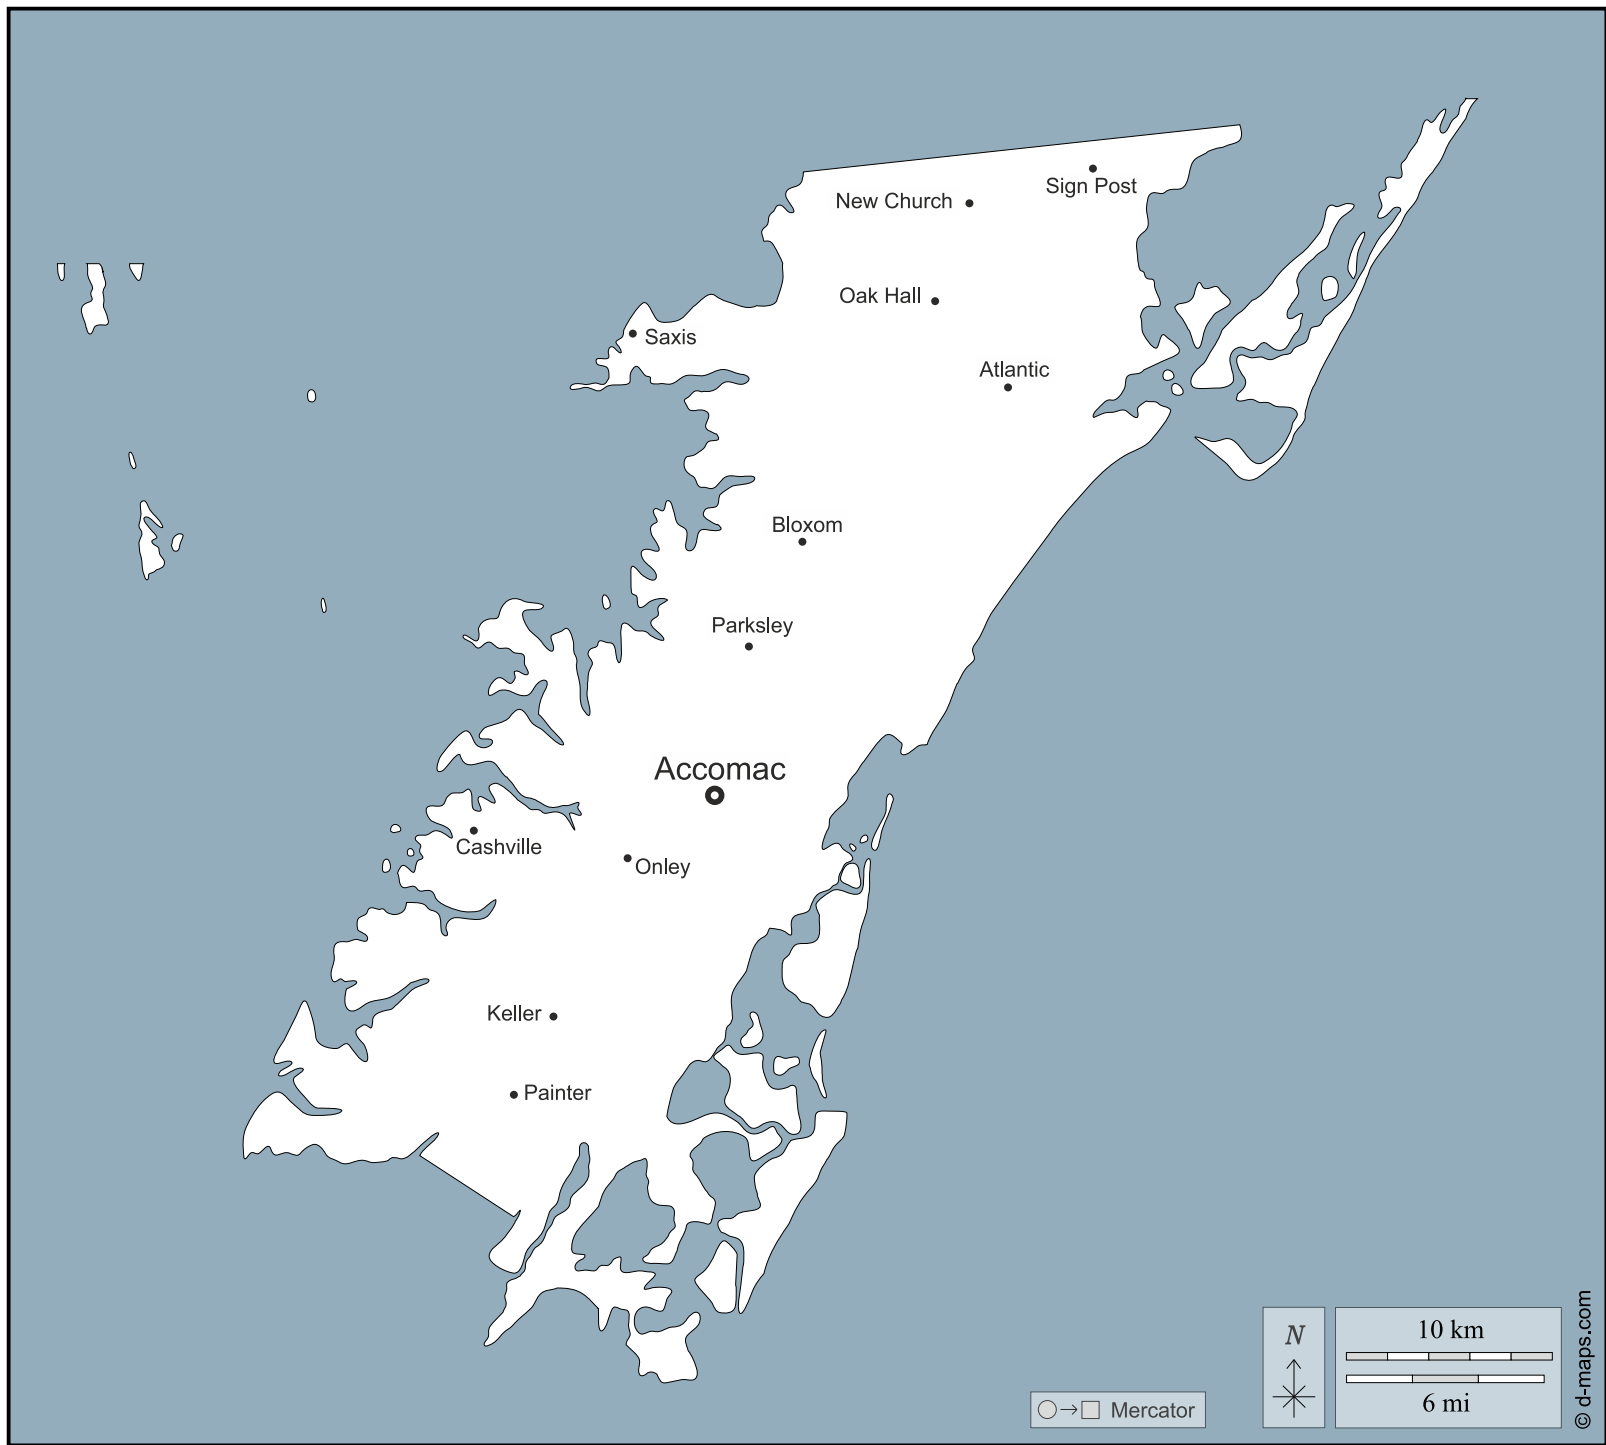 Sign Post
New Church
Oak Hall
Saxis
Atlantic
Bloxom
Parksley
Accomac
Cashville
Onley
Keller
Painter
N
10 km
6 mi
Mercator
© d-maps.com